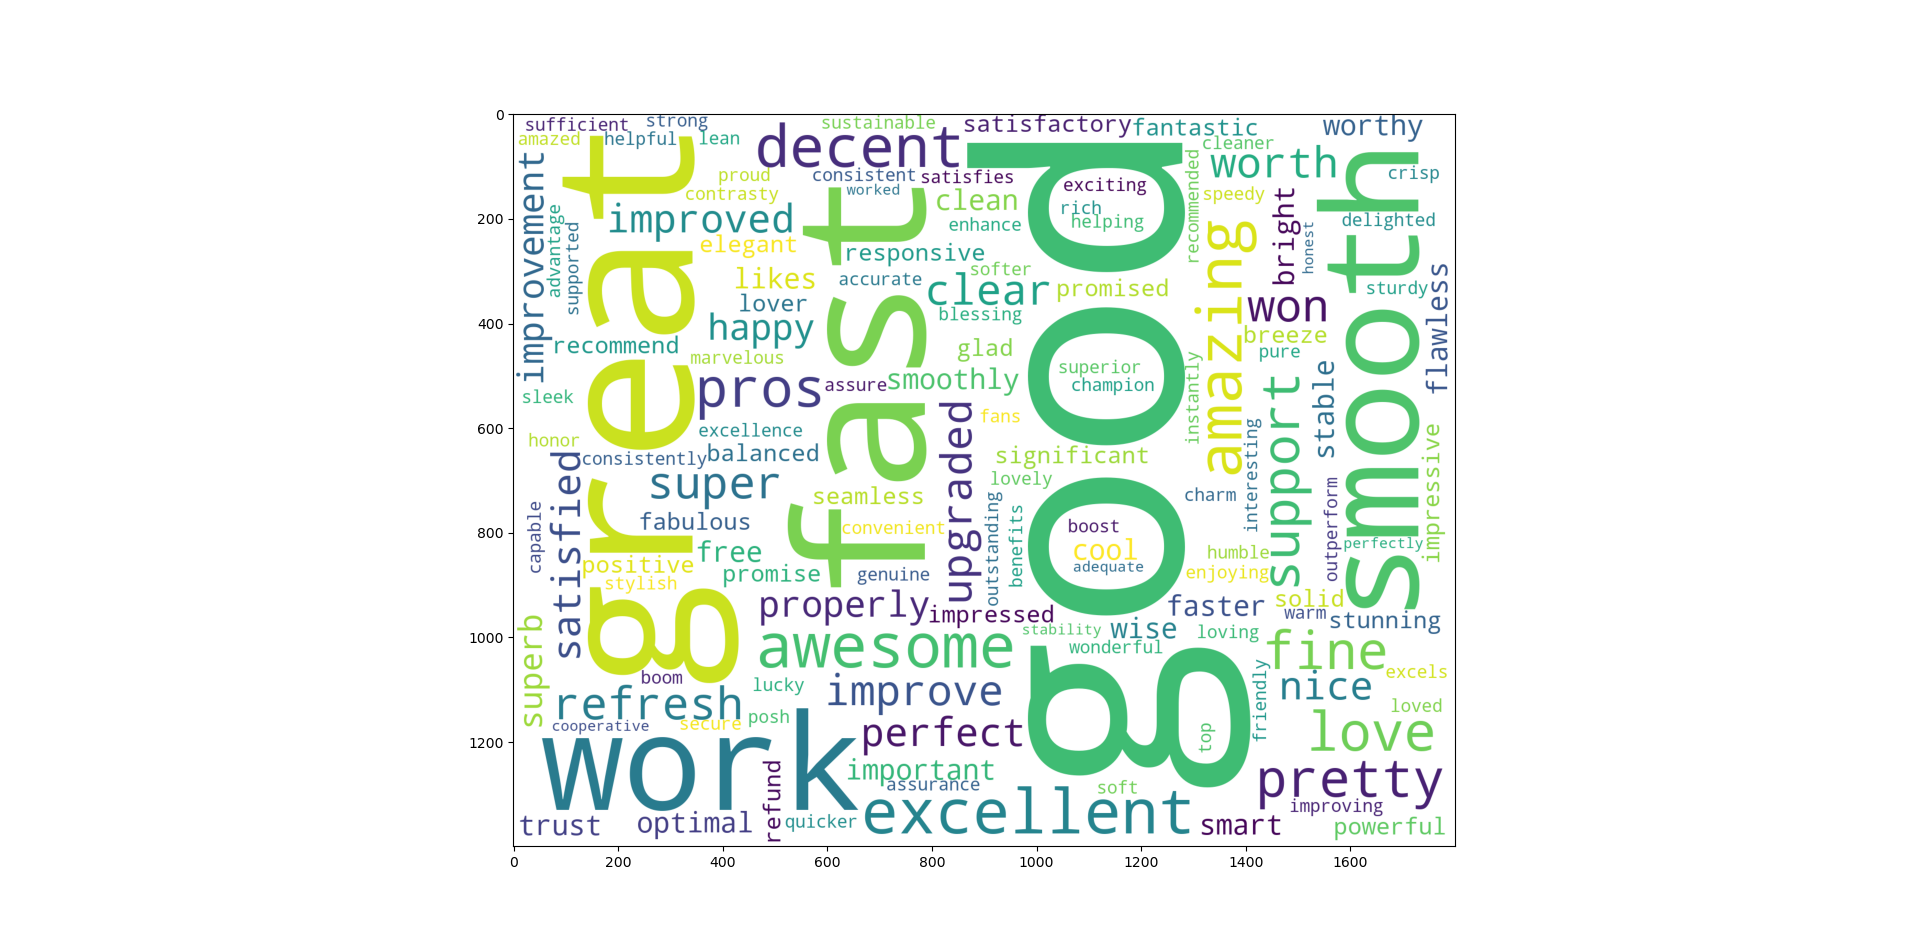 0
200
400
600
800
1000
1200
0
200
400
600
800
1000
1200
1400
1600
sufficient
strong
amazed
helpful
lean
sustainable
satisfactory
fantastic
worthy
decent
cleaner
worth
crisp
great
improvement
proud
contrasty
consistent
worked
satisfies
exciting
rich
helping
recommended
speedy
smooth
advantage
supported
improved
elegant
clean
enhance
good
bright
honest
delighted
fast
responsive
likes
lover
accurate
softer
clear
promised
amazing
won
sturdy
flawless
happy
blessing
breeze
pure
recommend
marvelous
glad
superior
champion
instantly
stable
sleek
pros
assure
smoothly
fans
upgraded
support
honor
excellence
consistently
balanced
significant
interesting
impressive
satisfied
super
seamless
lovely
charm
outperform
capable
fabulous
convenient
outstanding
benefits
boost
cool
adequate
perfectly
positive
stylish
free
promise
genuine
humble
enjoying
solid
warm
stunning
superb
properly
impressed
faster
stability
wise
loving
wonderful
awesome
fine
excels
boom
lucky
refresh
improve
friendly
nice
loved
cooperative
secure
posh
perfect
top
love
work
important
assurance
soft
pretty
improving
trust
optimal
refund
quicker
excellent
smart
powerful